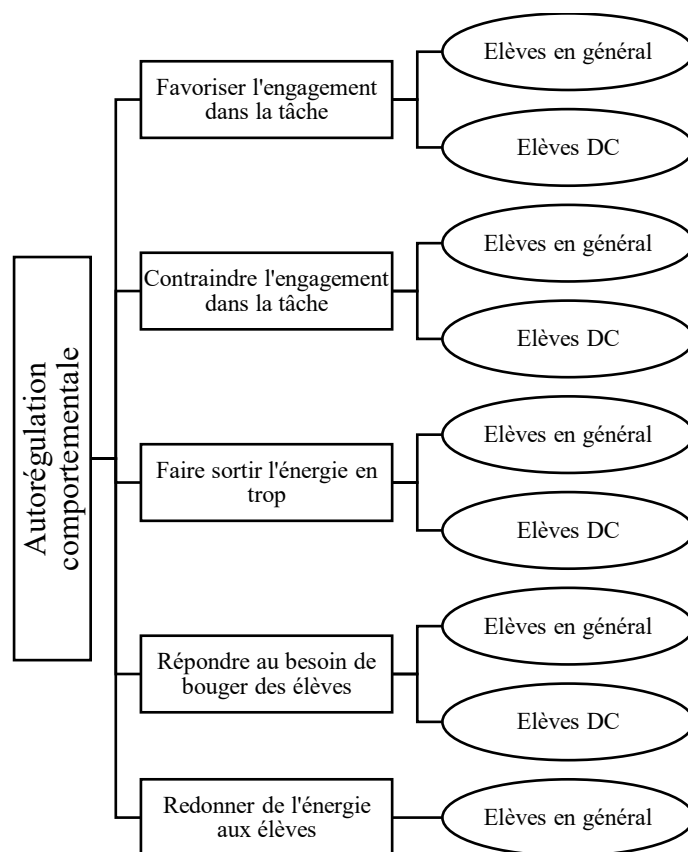 Autorégulation
comportementale
Favoriser l'engagement
dans la tâche
Elèves en général
Elèves DC
Contraindre l'engagement
dans la tâche
Elèves en général
Elèves DC
Faire sortir l'énergie en
trop
Elèves en général
Elèves DC
Répondre au besoin de
bouger des élèves
Elèves en général
Elèves DC
Redonner de l'énergie
aux élèves
Elèves en général